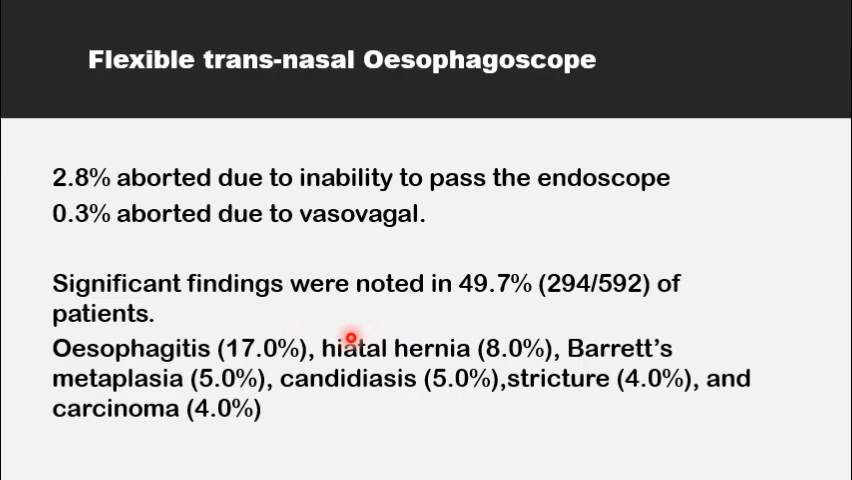 Flexible trans-nasal Oesophagoscope
2.8% aborted due to inability to pass the endoscope
0.3% aborted due to vasovagal.
Significant findings were noted in 49.7% (294/592) of
patients.
Oesophagitis (17.0%), hiatal hernia (8.0%), Barrett's
metaplasia (5.0%), candidiasis (5.0%),stricture (4.0%), and
carcinoma (4.0%)